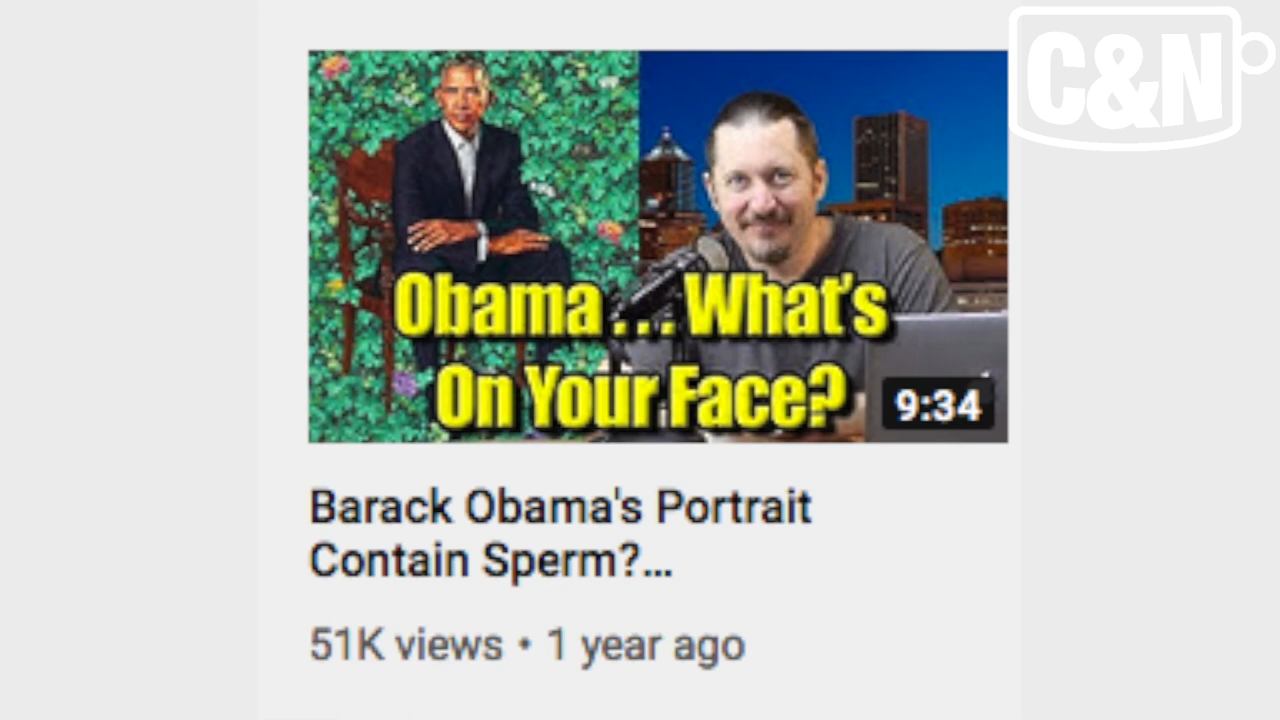 C&N
Obama... What's
On Your Face?
9:34
Barack Obama's Portrait
Contain Sperm?...
51K views • 1 year ago